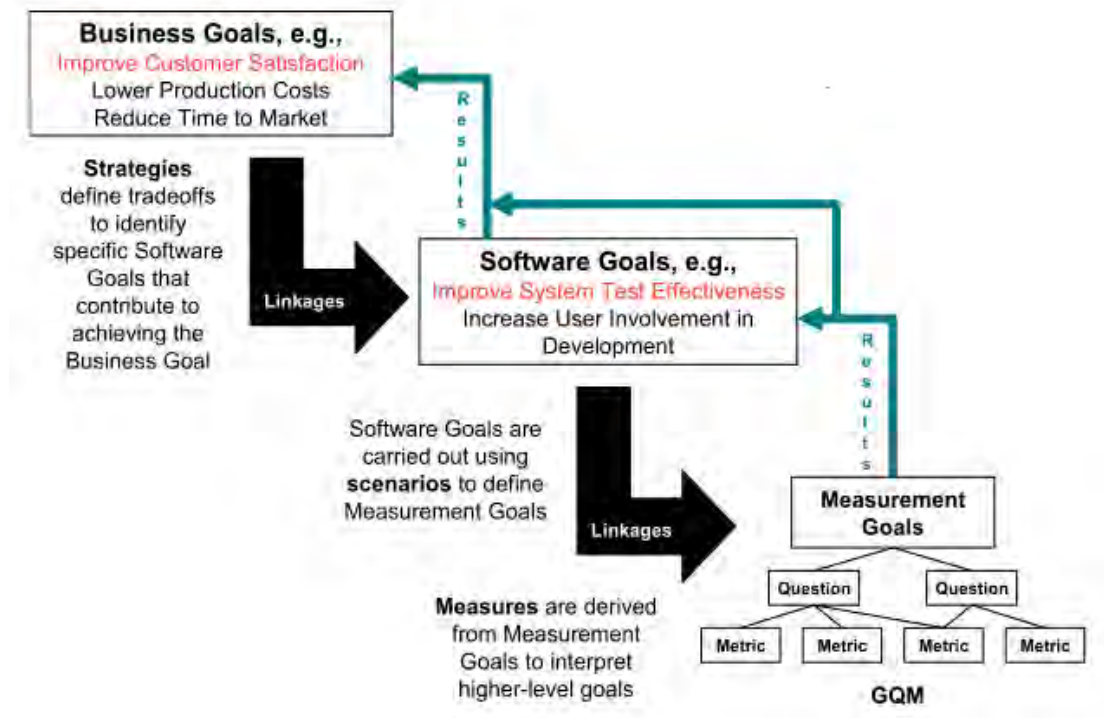 Business Goals, e.g.,
Improve Customer Satisfaction
Lower Production Costs
Reduce Time to Market
Results
Strategies
define tradeoffs
to identify
specific Software
Goals that
contribute to
achieving the
Business Goal
Linkages
Software Goals, e.g.,
Improve System Test Effectiveness
Increase User Involvement in
Development
Results
Software Goals are
carried out using
scenarios to define
Measurement Goals
Linkages
Measurement
Goals
Question
Question
Metric
Metric
Metric
Metric
GQM
Measures are derived
from Measurement
Goals to interpret
higher-level goals